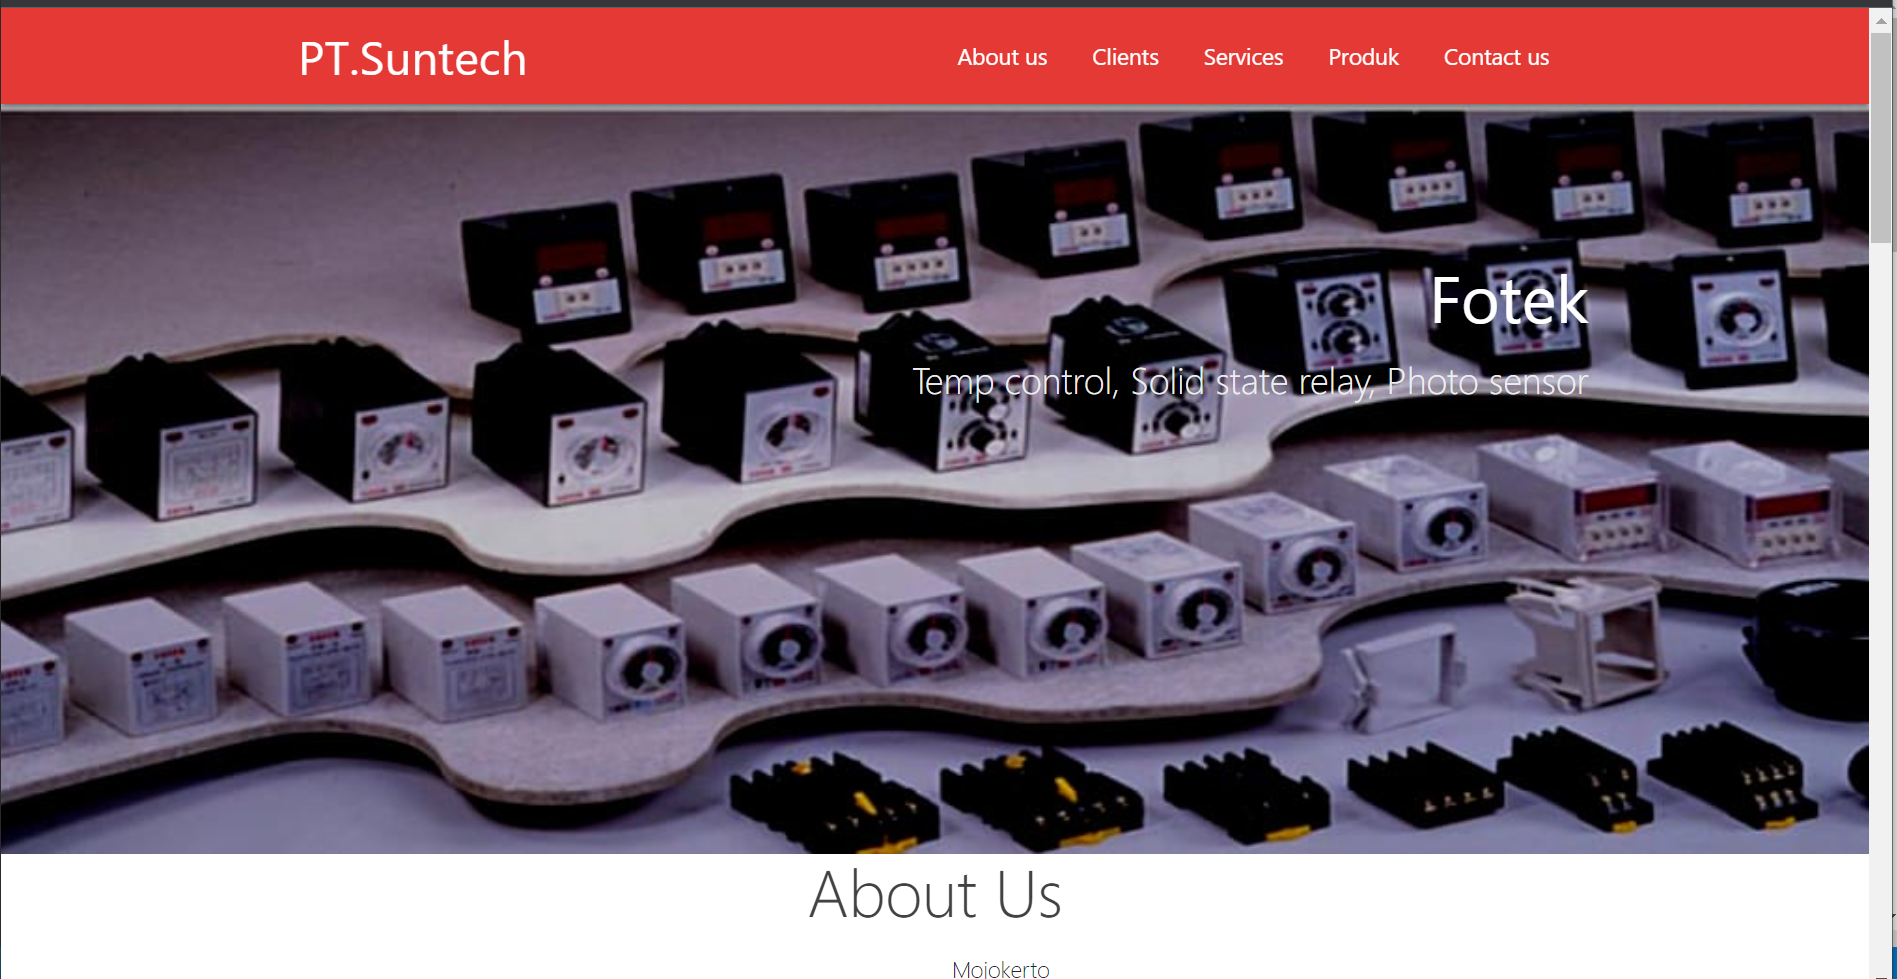 PT.Suntech
About us Clients Services Produk Contact us
Fotek
Temp control, Solid state relay, Photo sensor
About Us
Mojokerto